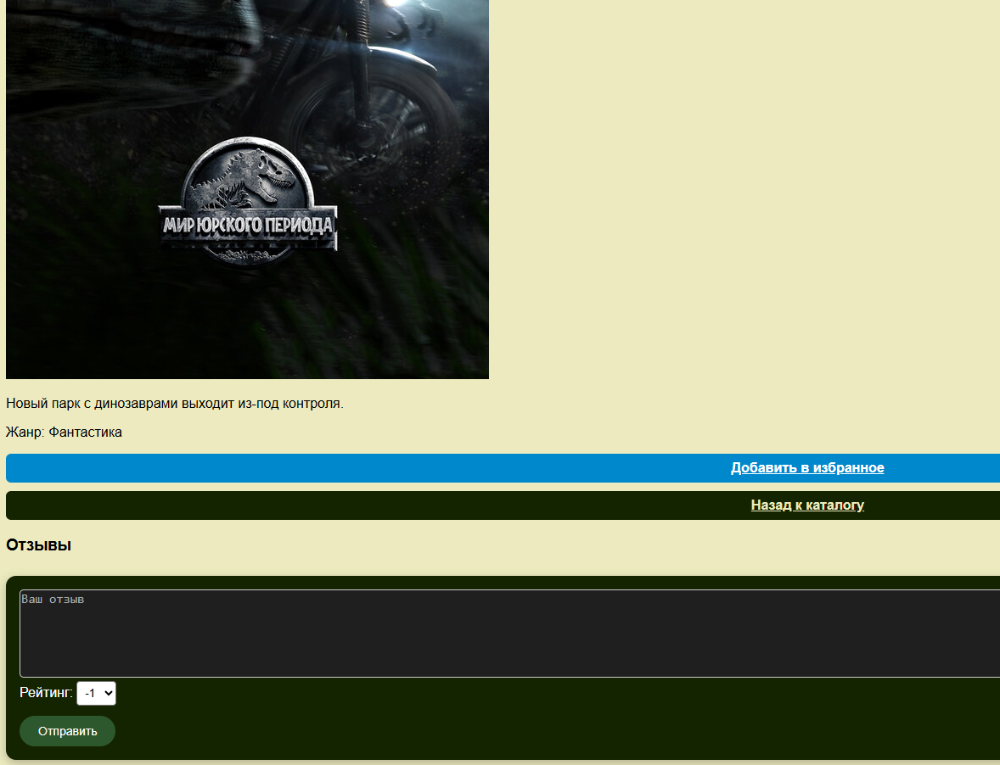 МИР ЮРСКОГО ПЕРИОДА
Новый парк с динозаврами выходит из-под контроля.
Жанр: Фантастика
Добавить в избранное
Назад к каталогу
Отзывы
Ваш отзыв
Рейтинг: -1
Отправить